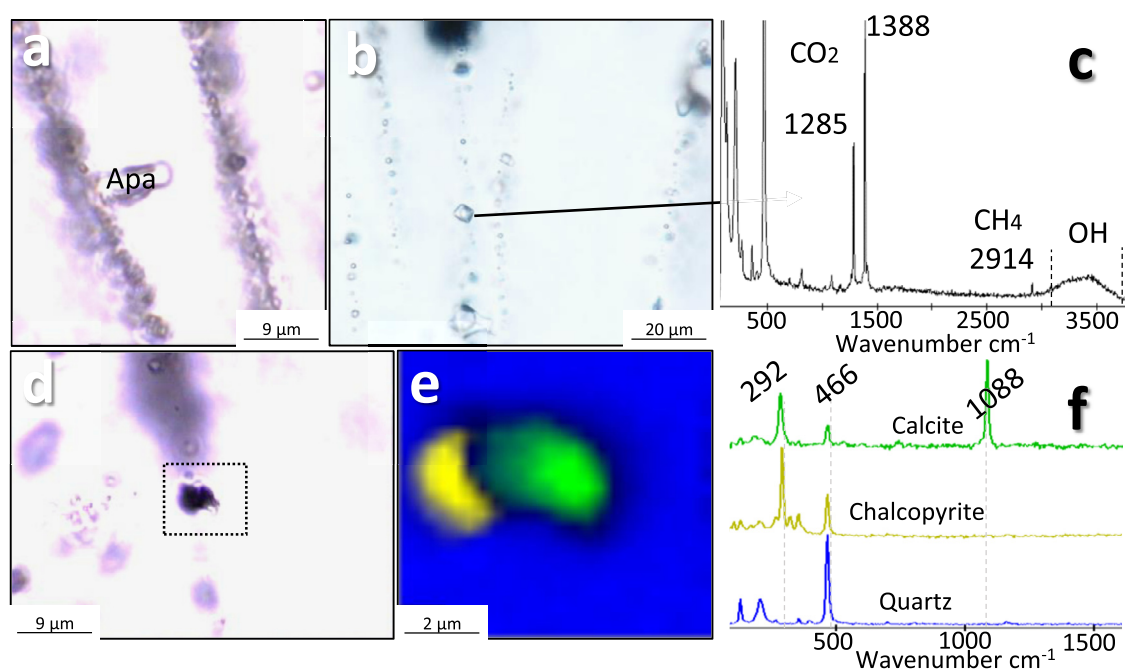 a
Apa
9 µm
b
20 µm
c
1388
CO2
1285
CH4
2914
OH
500
1500
2500
3500
Wavenumber cm-1
d
9 µm
e
2 µm
f
292
466
1088
Calcite
Chalcopyrite
Quartz
500
1000
1500
Wavenumber cm-1